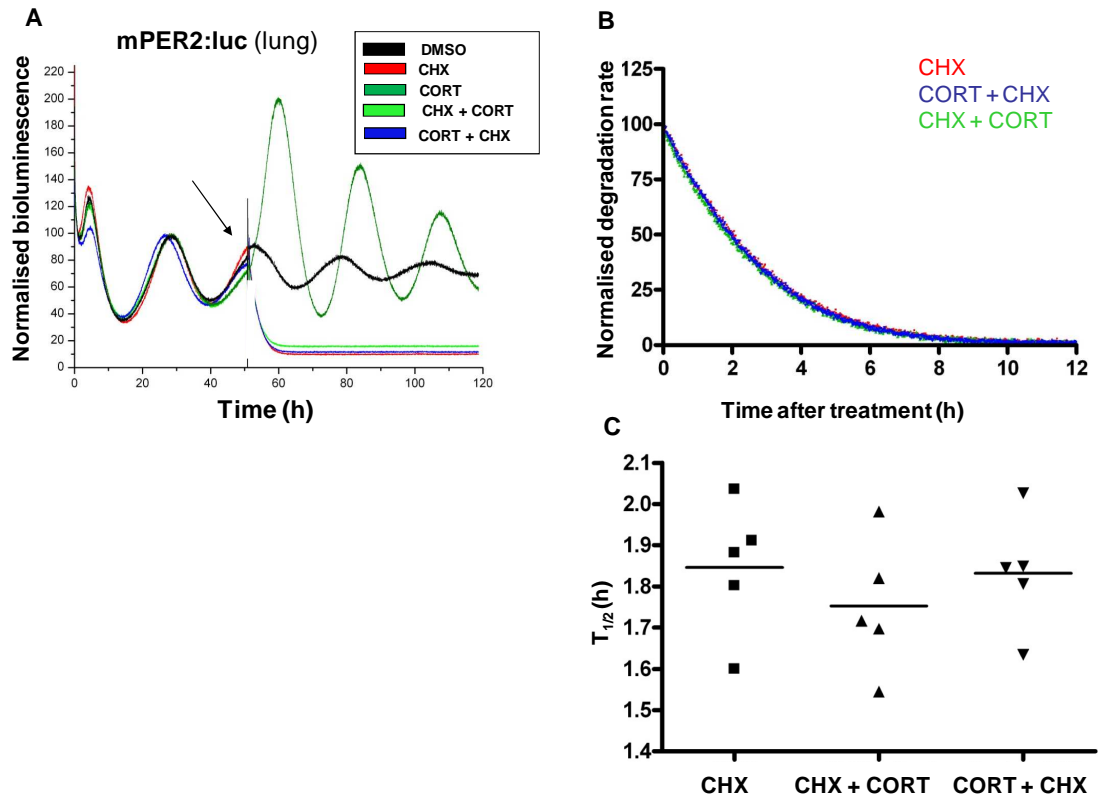 A
mPER2:luc (lung)
DMSO
CHX
CORT
CHX + CORT
CORT + CHX
Normalised bioluminescence
220
200
180
160
140
120
100
80
60
40
20
0
0 20 40 60 80 100 120
Time (h)
B
CHX
CORT + CHX
CHX + CORT
Normalised degradation rate
125
100
75
50
25
0
0 2 4 6 8 10 12
Time after treatment (h)
C
T1/2 (h)
2.1
2.0
1.9
1.8
1.7
1.6
1.5
1.4
CHX CHX + CORT CORT + CHX